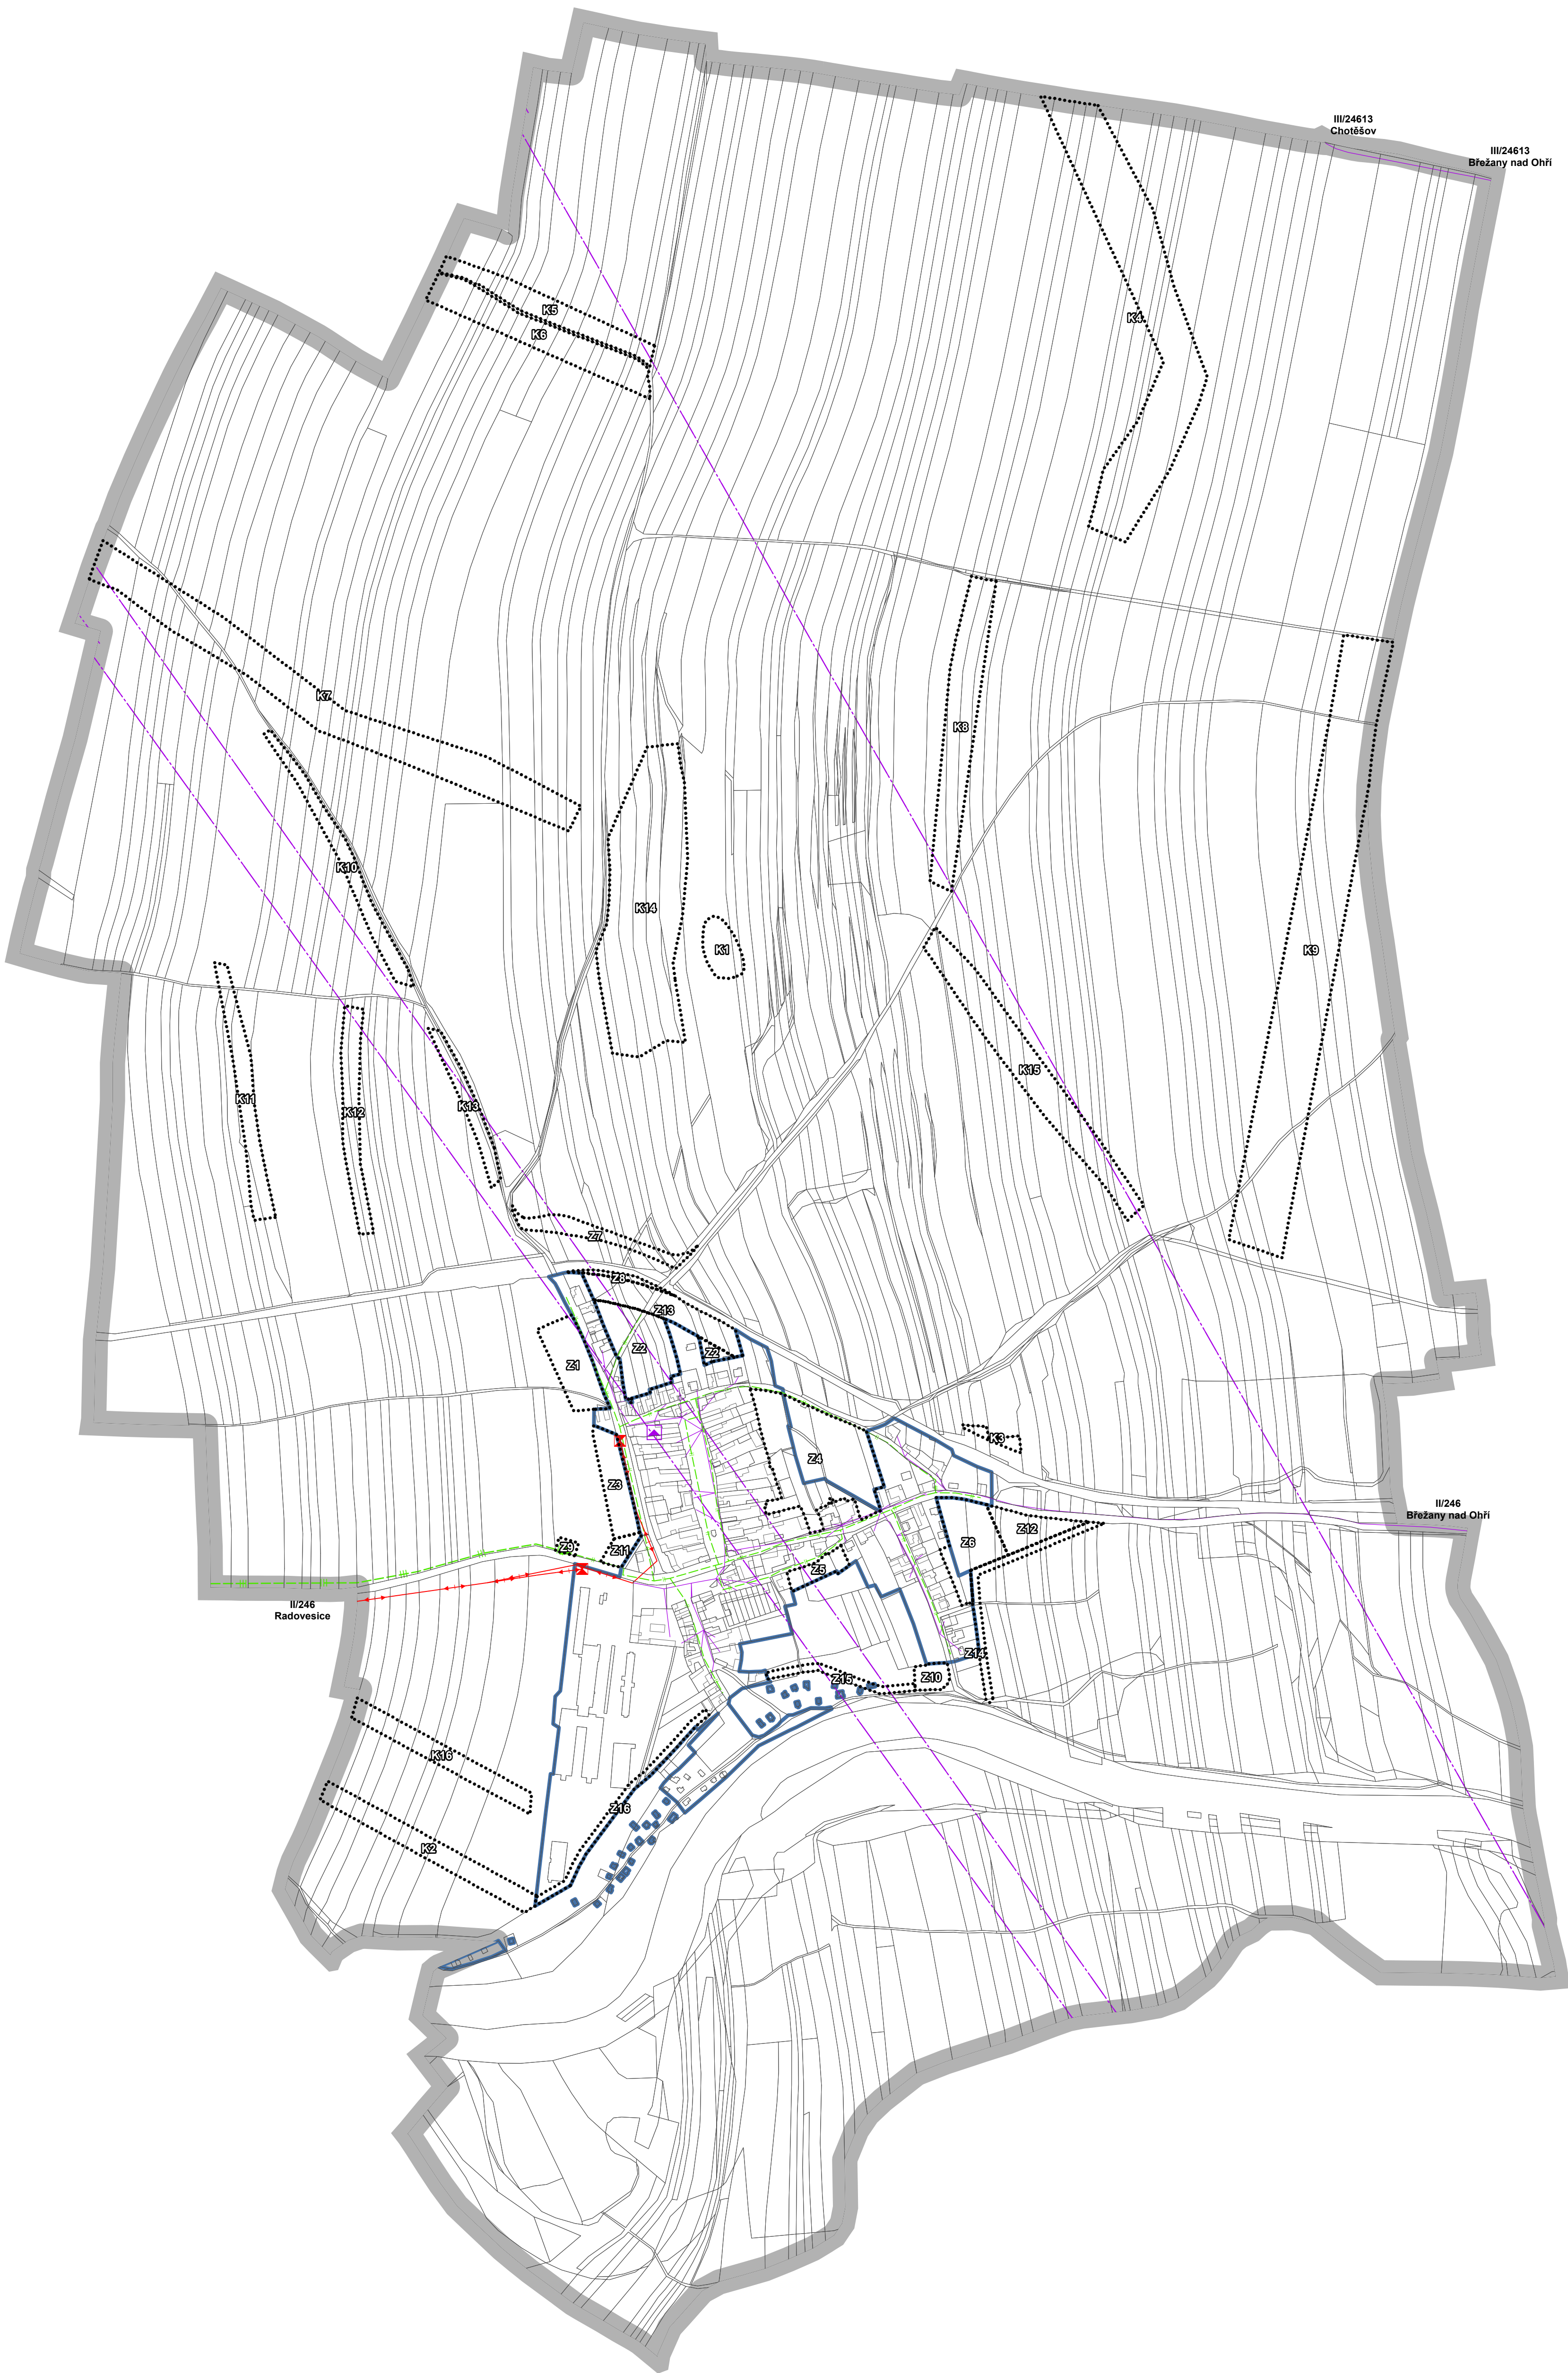 III/24613
Chotěšov
III/24613
Břežany nad Ohří
K5
K4
K6
K7
K8
K10
K14
K1
K9
K15
K11
K12
K13
Z7
Z8
Z13
Z2
Z2
Z1
K3
Z4
Z3
II/246
Břežany nad Ohří
Z12
Z6
Z9
Z11
Z5
II/246
Radovesice
Z14
Z15
Z10
K16
Z16
K2